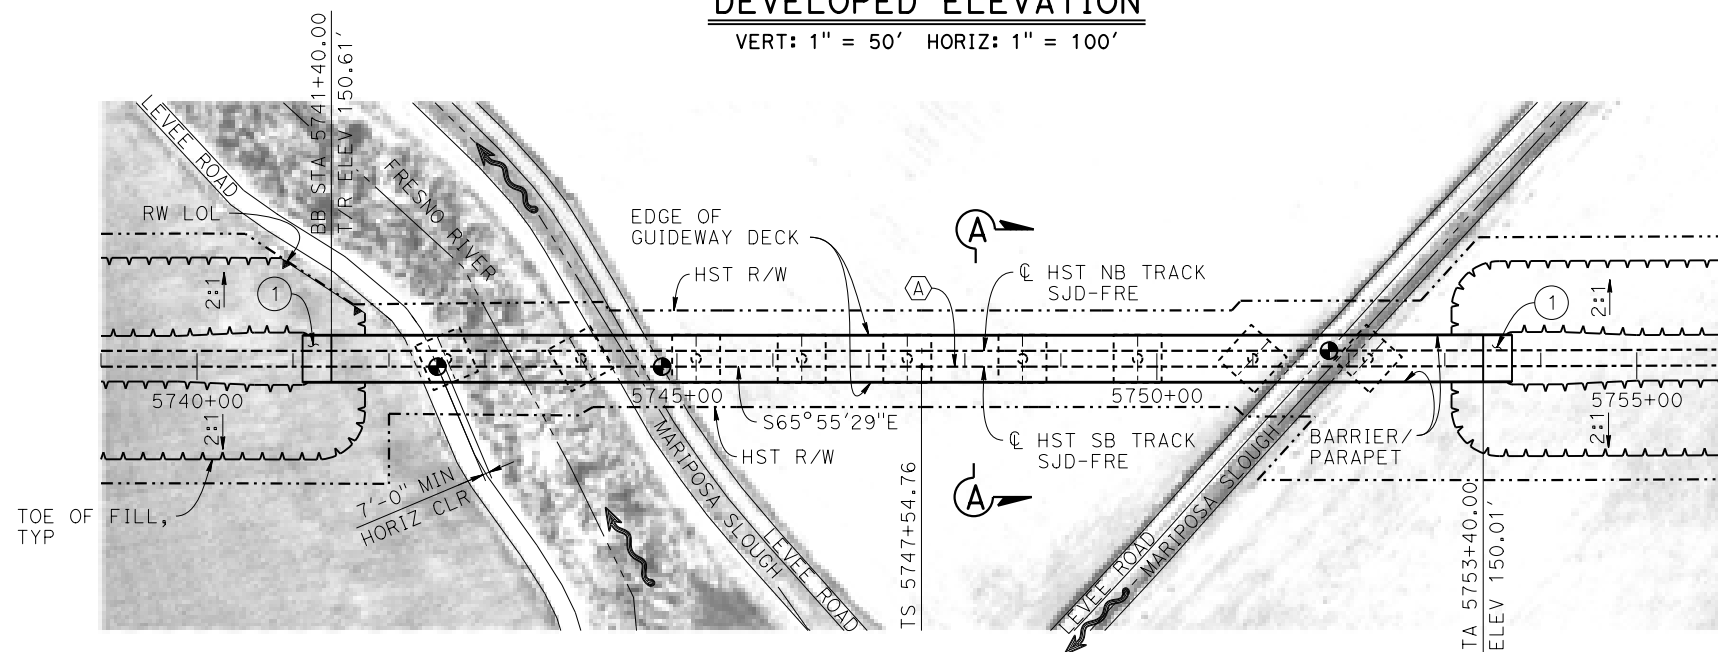 DEVELOPED ELEVATION
VERT: 1" = 50' HORIZ: 1" = 100'
BB STA 5741+40.00
T/R ELEV 150.61'
LEVEE ROAD
FRESNO RIVER
RW LOL
EDGE OF
GUIDEWAY DECK
HST R/W
A
A
℄ HST NB TRACK
SJD-FRE
2:1
1
1
2:1
5740+00
5745+00
5750+00
5755+00
2:1
S65°55'29"E
℄ HST SB TRACK
SJD-FRE
HST R/W
BARRIER/
PARAPET
2:1
7'-0" MIN
HORIZ CLR
MARIPOSA SLOUGH
LEVEE ROAD
TS 5747+54.76
A
LEVEE ROAD
MARIPOSA SLOUGH
TOE OF FILL,
TYP
TA 5753+40.00
ELEV 150.01'